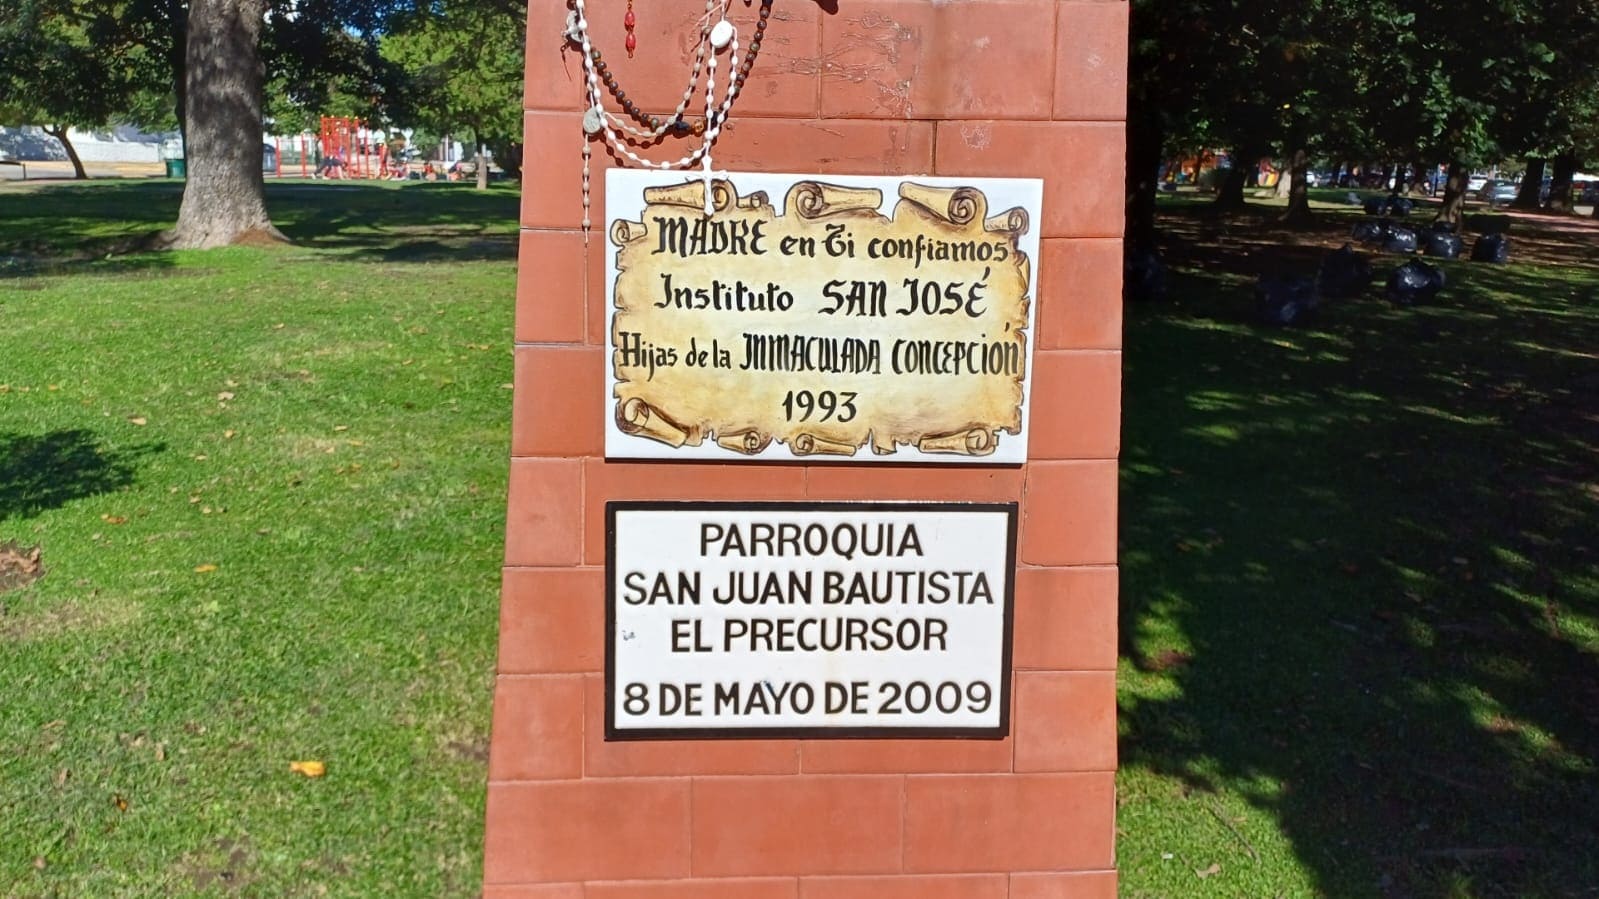 MADRE en Ti confiamos
Instituto SAN JOSÉ
Hijas de la INMACULADA CONCEPCIÓN
1993
PARROQUIA
SAN JUAN BAUTISTA
EL PRECURSOR
8 DE MAYO DE 2009